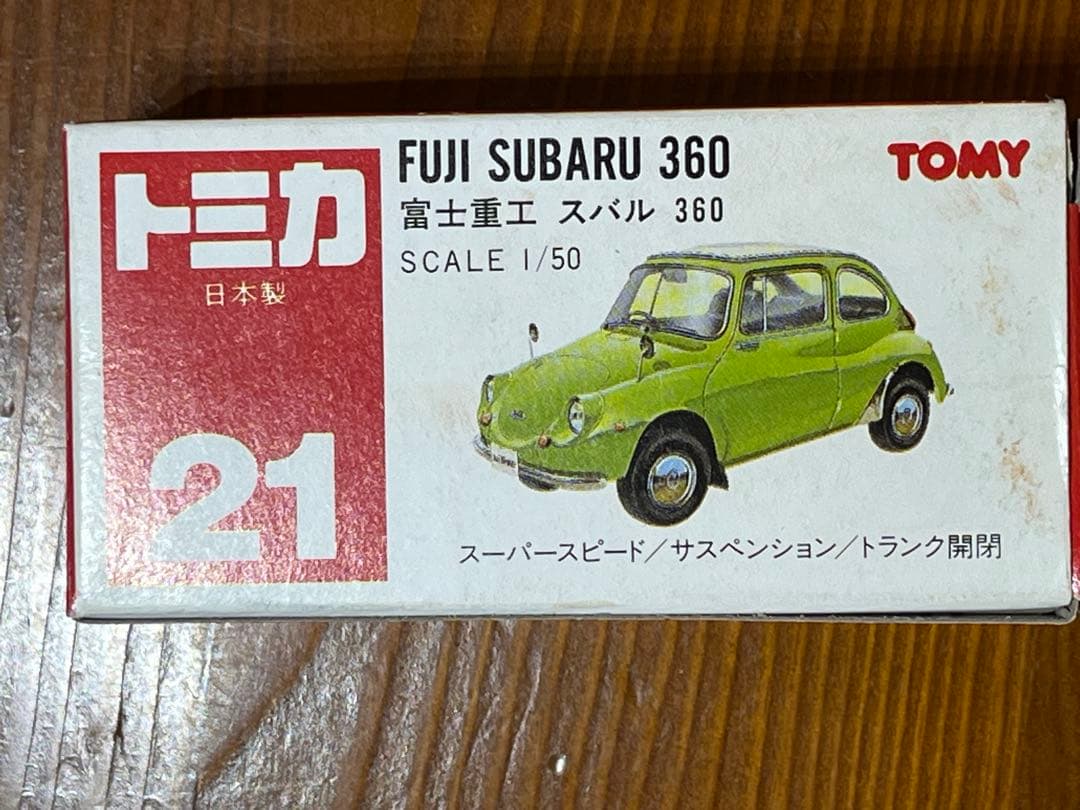 トミカ
日本製
21
FUJI SUBARU 360
富士重工 スバル 360
SCALE 1/50
TOMY
スーパースピード/サスペンション/トランク開閉